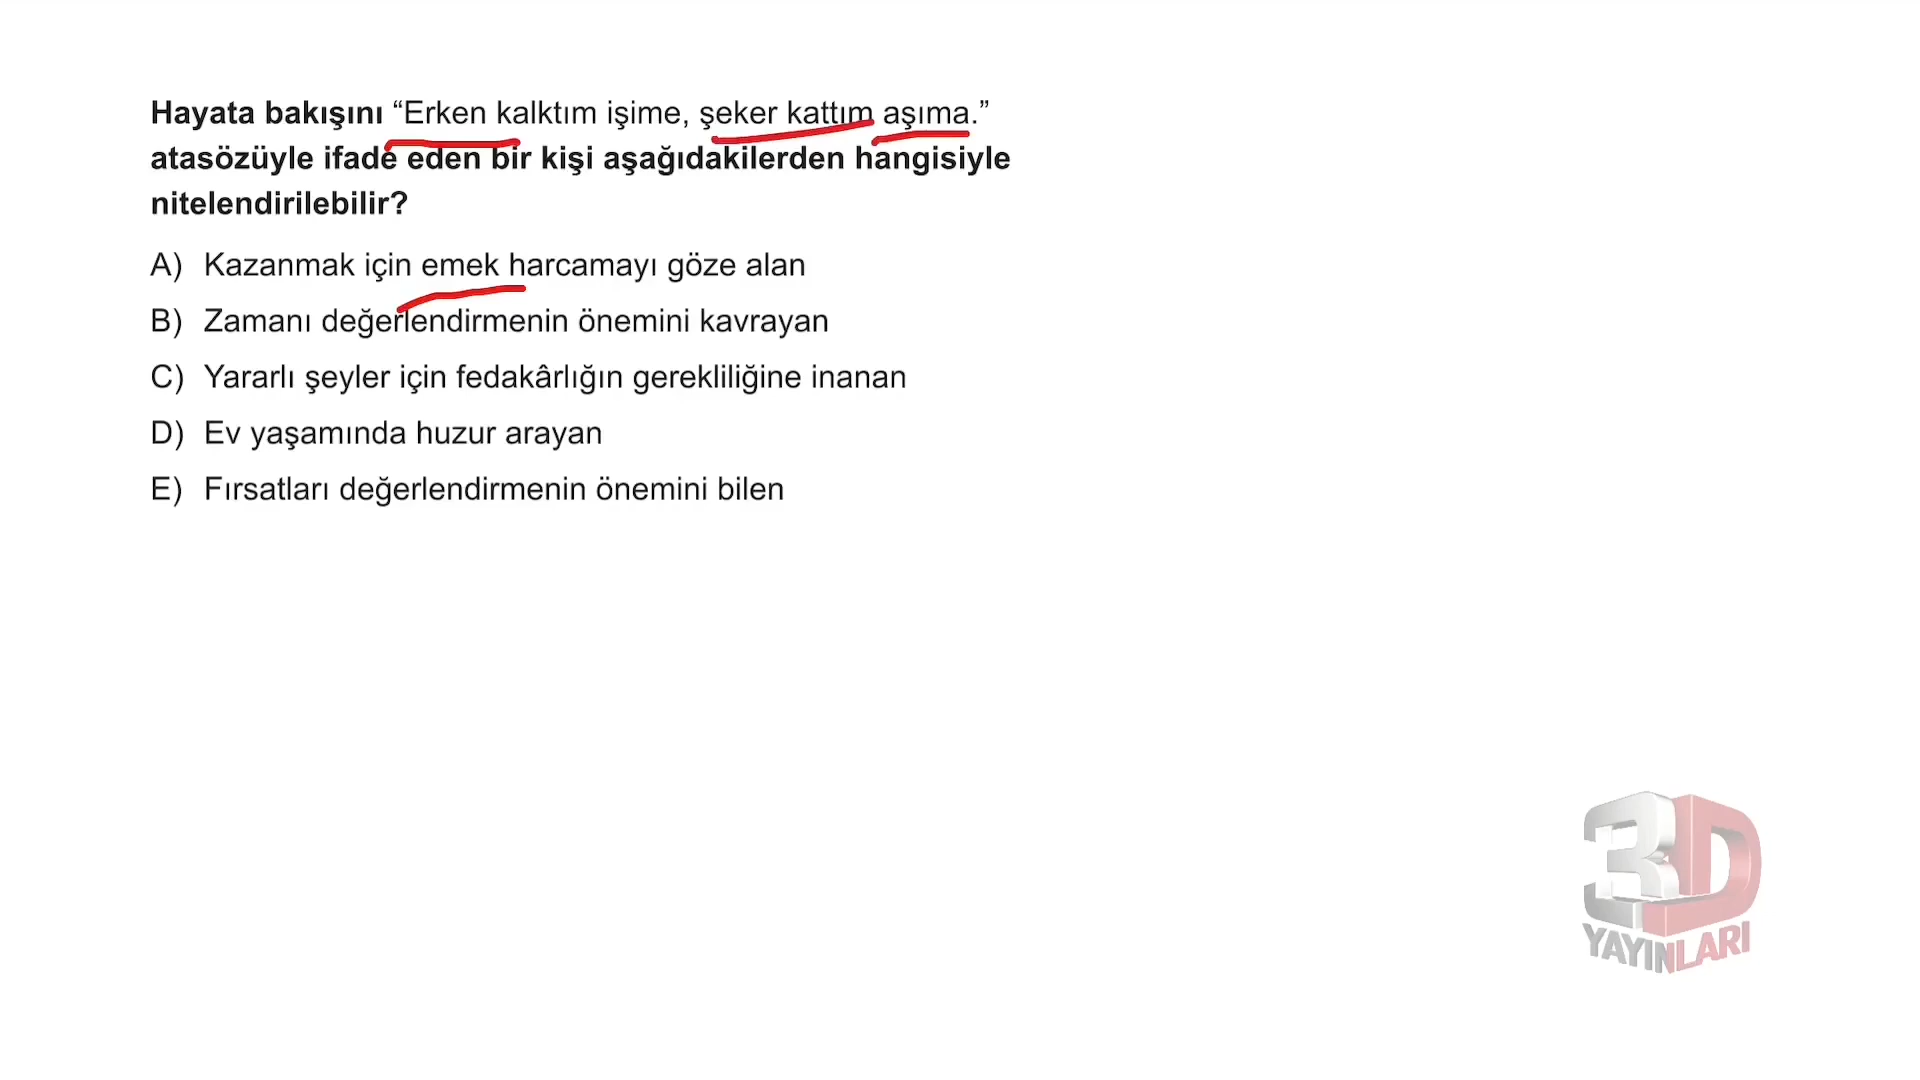 Hayata bakışını “Erken kalktım işime, şeker kattım aşıma.”
atasözüyle ifade eden bir kişi aşağıdakilerden hangisiyle
nitelendirilebilir?
A) Kazanmak için emek harcamayı göze alan
B) Zamanı değerlendirmenin önemini kavrayan
C) Yararlı şeyler için fedakârlığın gerekliliğine inanan
D) Ev yaşamında huzur arayan
E) Fırsatları değerlendirmenin önemini bilen
3D
YAYINLARI